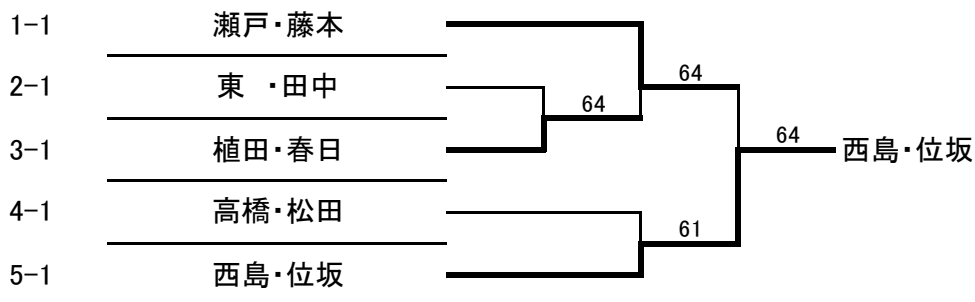 1-1 瀬戸・藤本
64
2-1 東　・田中
64
64
3-1 植田・春日 西島・位坂
4-1 高橋・松田
61
5-1 西島・位坂